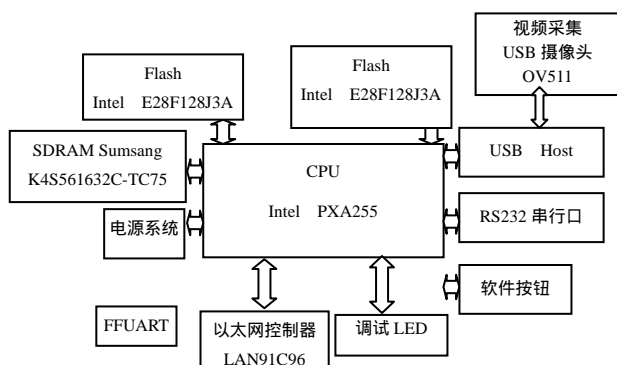 视频采集
USB 摄像头
OV511
Flash
Intel E28F128J3A
Flash
Intel E28F128J3A
SDRAM Sumsang
K4S561632C-TC75
CPU
Intel PXA255
USB Host
电源系统
RS232 串行口
软件按钮
FFUART
以太网控制器
LAN91C96
调试 LED